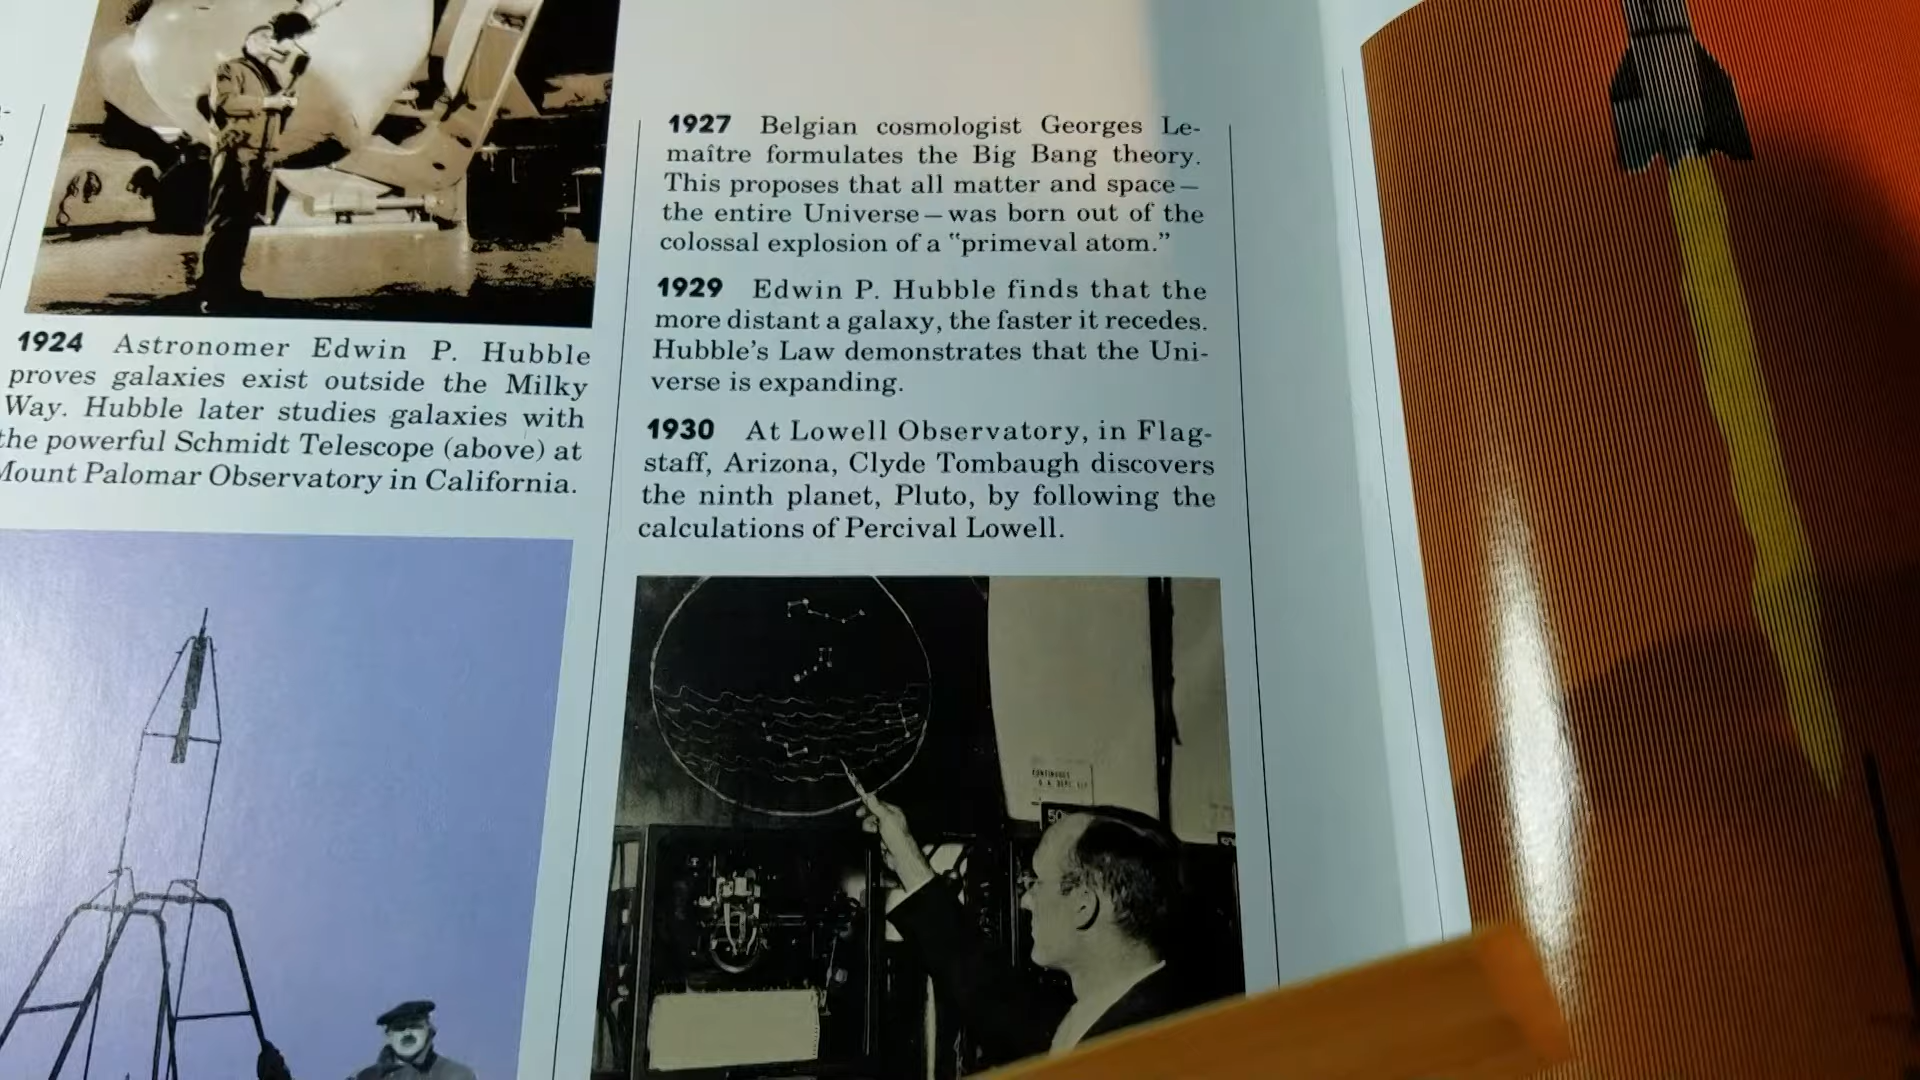 1924 Astronomer Edwin P. Hubble
proves galaxies exist outside the Milky
Way. Hubble later studies galaxies with
the powerful Schmidt Telescope (above) at
Mount Palomar Observatory in California.
1927 Belgian cosmologist Georges Le-
maître formulates the Big Bang theory.
This proposes that all matter and space—
the entire Universe—was born out of the
colossal explosion of a “primeval atom.”
1929 Edwin P. Hubble finds that the
more distant a galaxy, the faster it recedes.
Hubble’s Law demonstrates that the Uni-
verse is expanding.
1930 At Lowell Observatory, in Flag-
staff, Arizona, Clyde Tombaugh discovers
the ninth planet, Pluto, by following the
calculations of Percival Lowell.
50